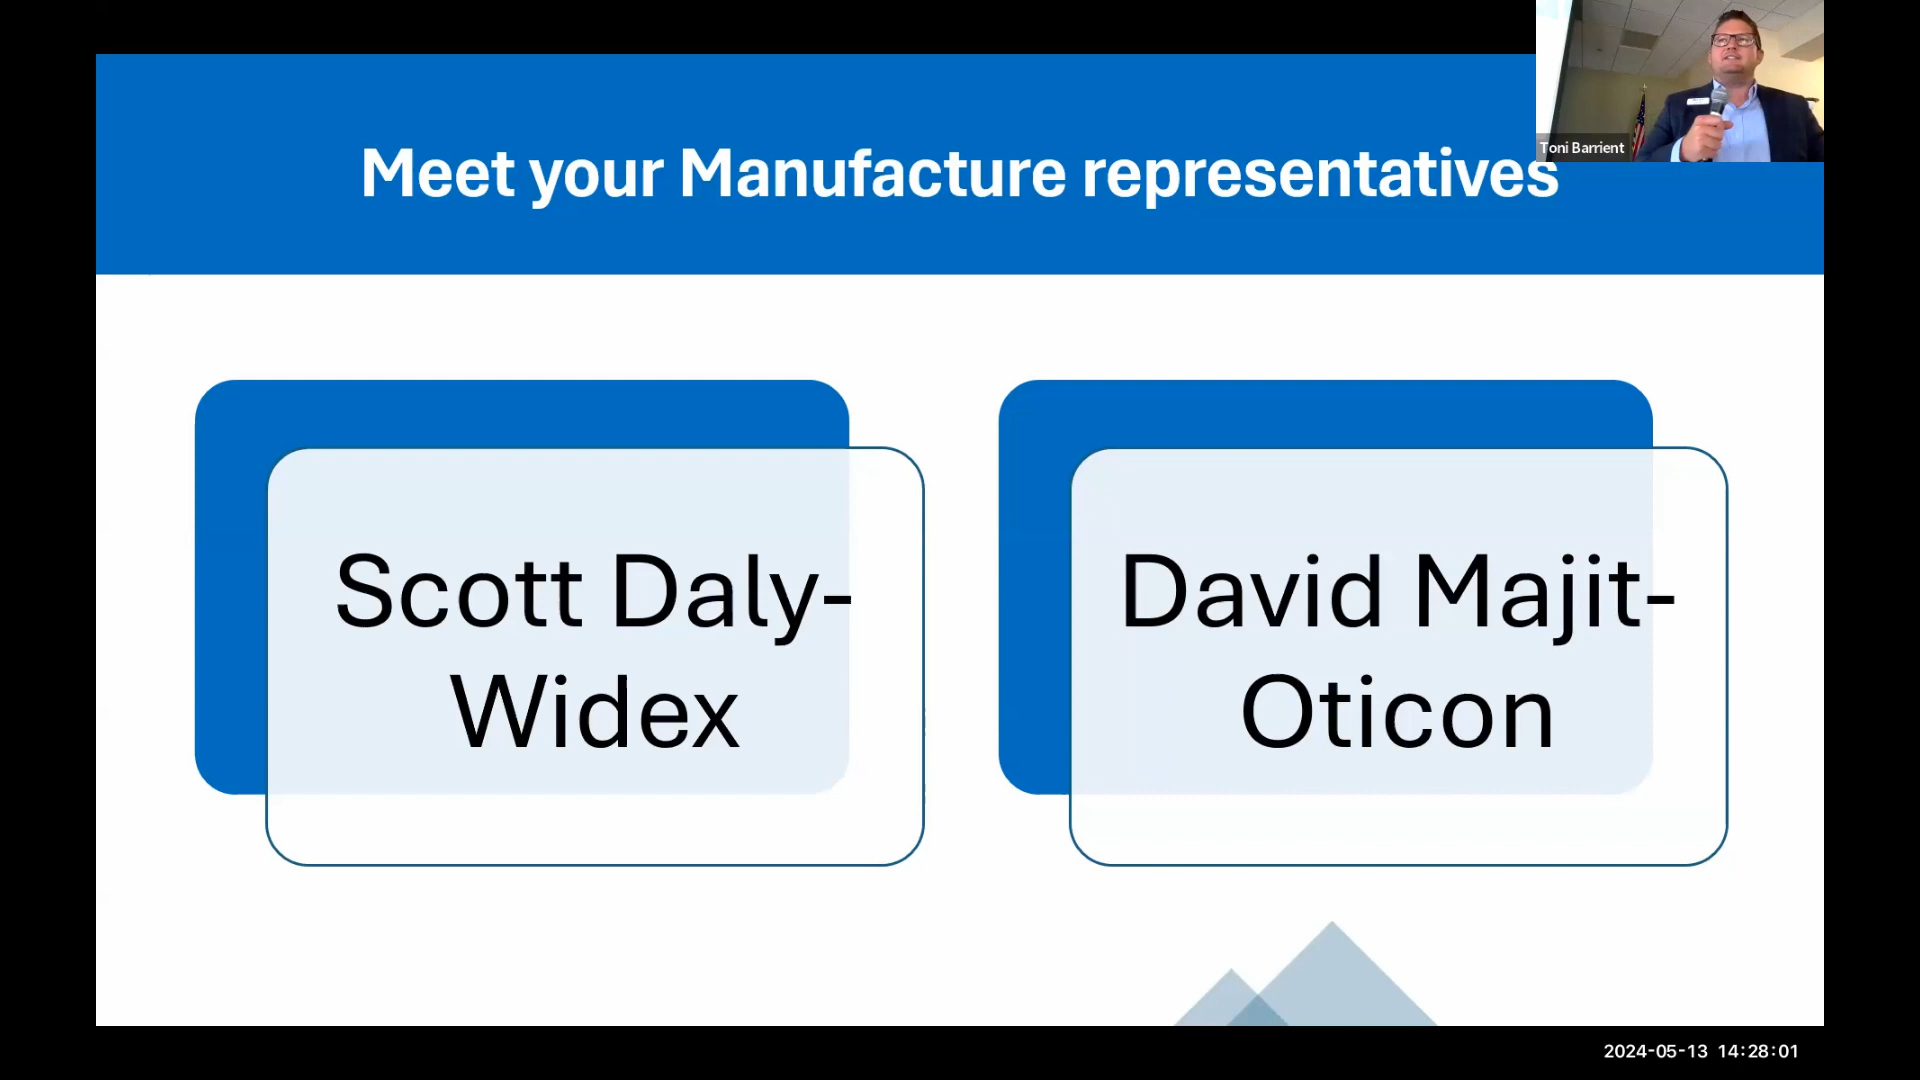 Meet your Manufacture representatives
Toni Barrient
Scott Daly-
Widex
David Majit-
Oticon
2024-05-13 14:28:01